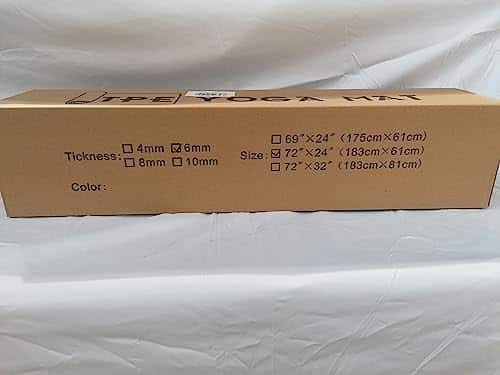 TPE YOGA MAT
Tickness: □ 4mm ☑ 6mm
□ 8mm □ 10mm
Size: □ 69"×24" (175cm×61cm)
☑ 72"×24" (183cm×61cm)
□ 72"×32" (183cm×81cm)
Color: